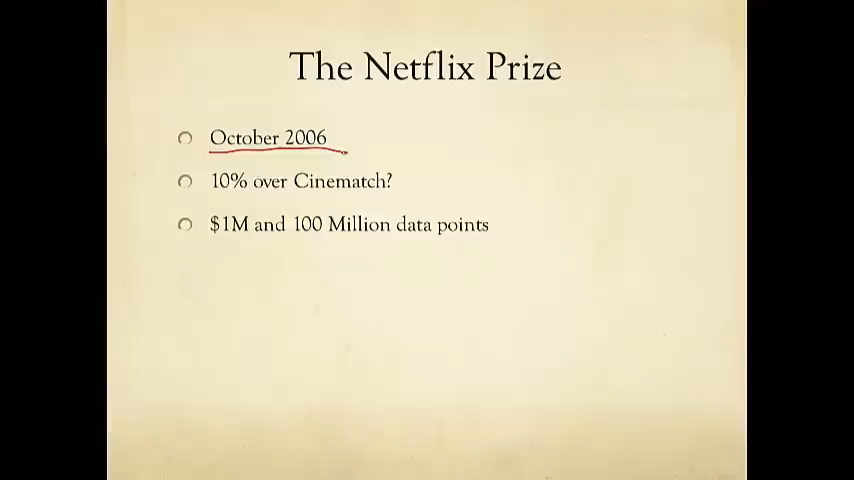 The Netflix Prize
October 2006
10% over Cinematch?
$1M and 100 Million data points